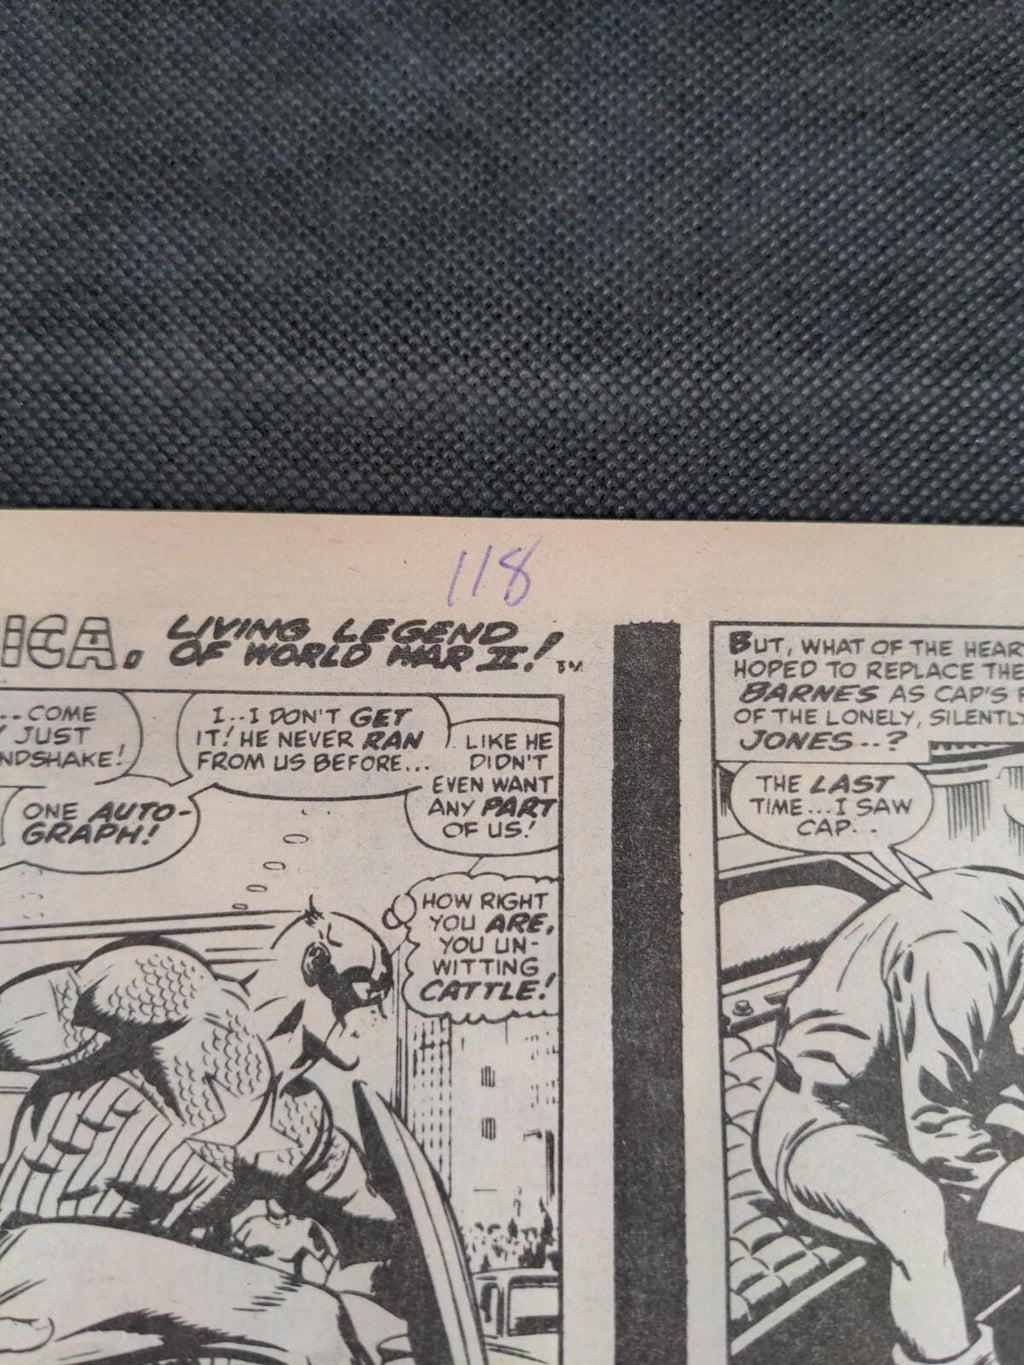 118
ICA, LIVING LEGEND
OF WORLD WAR II! TM
...COME
JUST
NDSHAKE!
ONE AUTO-
GRAPH!
I..I DON'T GET
IT! HE NEVER RAN
FROM US BEFORE...
LIKE HE
DIDN'T
EVEN WANT
ANY PART
OF US!
HOW RIGHT
YOU ARE,
YOU UN-
WITTING
CATTLE!
BUT, WHAT OF THE HEAR
HOPED TO REPLACE THE
BARNES AS CAP'S
OF THE LONELY, SILENTLY
JONES..?
THE LAST
TIME...I SAW
CAP..